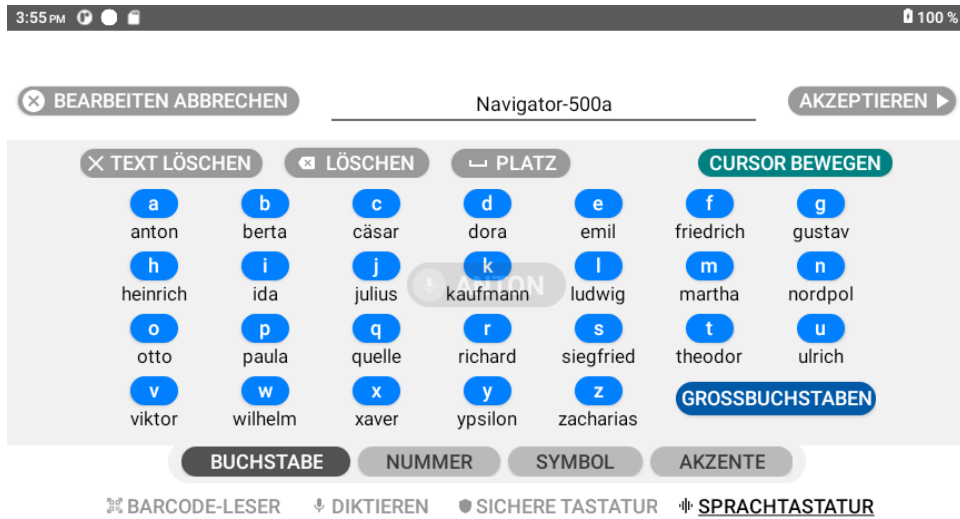 3:55 PM 100 %
BEARBEITEN ABBRECHEN Navigator-500a AKZEPTIEREN
TEXT LÖSCHEN LÖSCHEN PLATZ CURSOR BEWEGEN
a b c d e f g
anton berta cäsar dora emil friedrich gustav
h i j k l m n
heinrich ida julius kaufmann ludwig martha nordpol
ANTON
o p q r s t u
otto paula quelle richard siegfried theodor ulrich
v w x y z GROSSBUCHSTABEN
viktor wilhelm xaver ypsilon zacharias
BUCHSTABE NUMMER SYMBOL AKZENTE
BARCODE-LESER DIKTIEREN SICHERE TASTATUR SPRACHTASTATUR